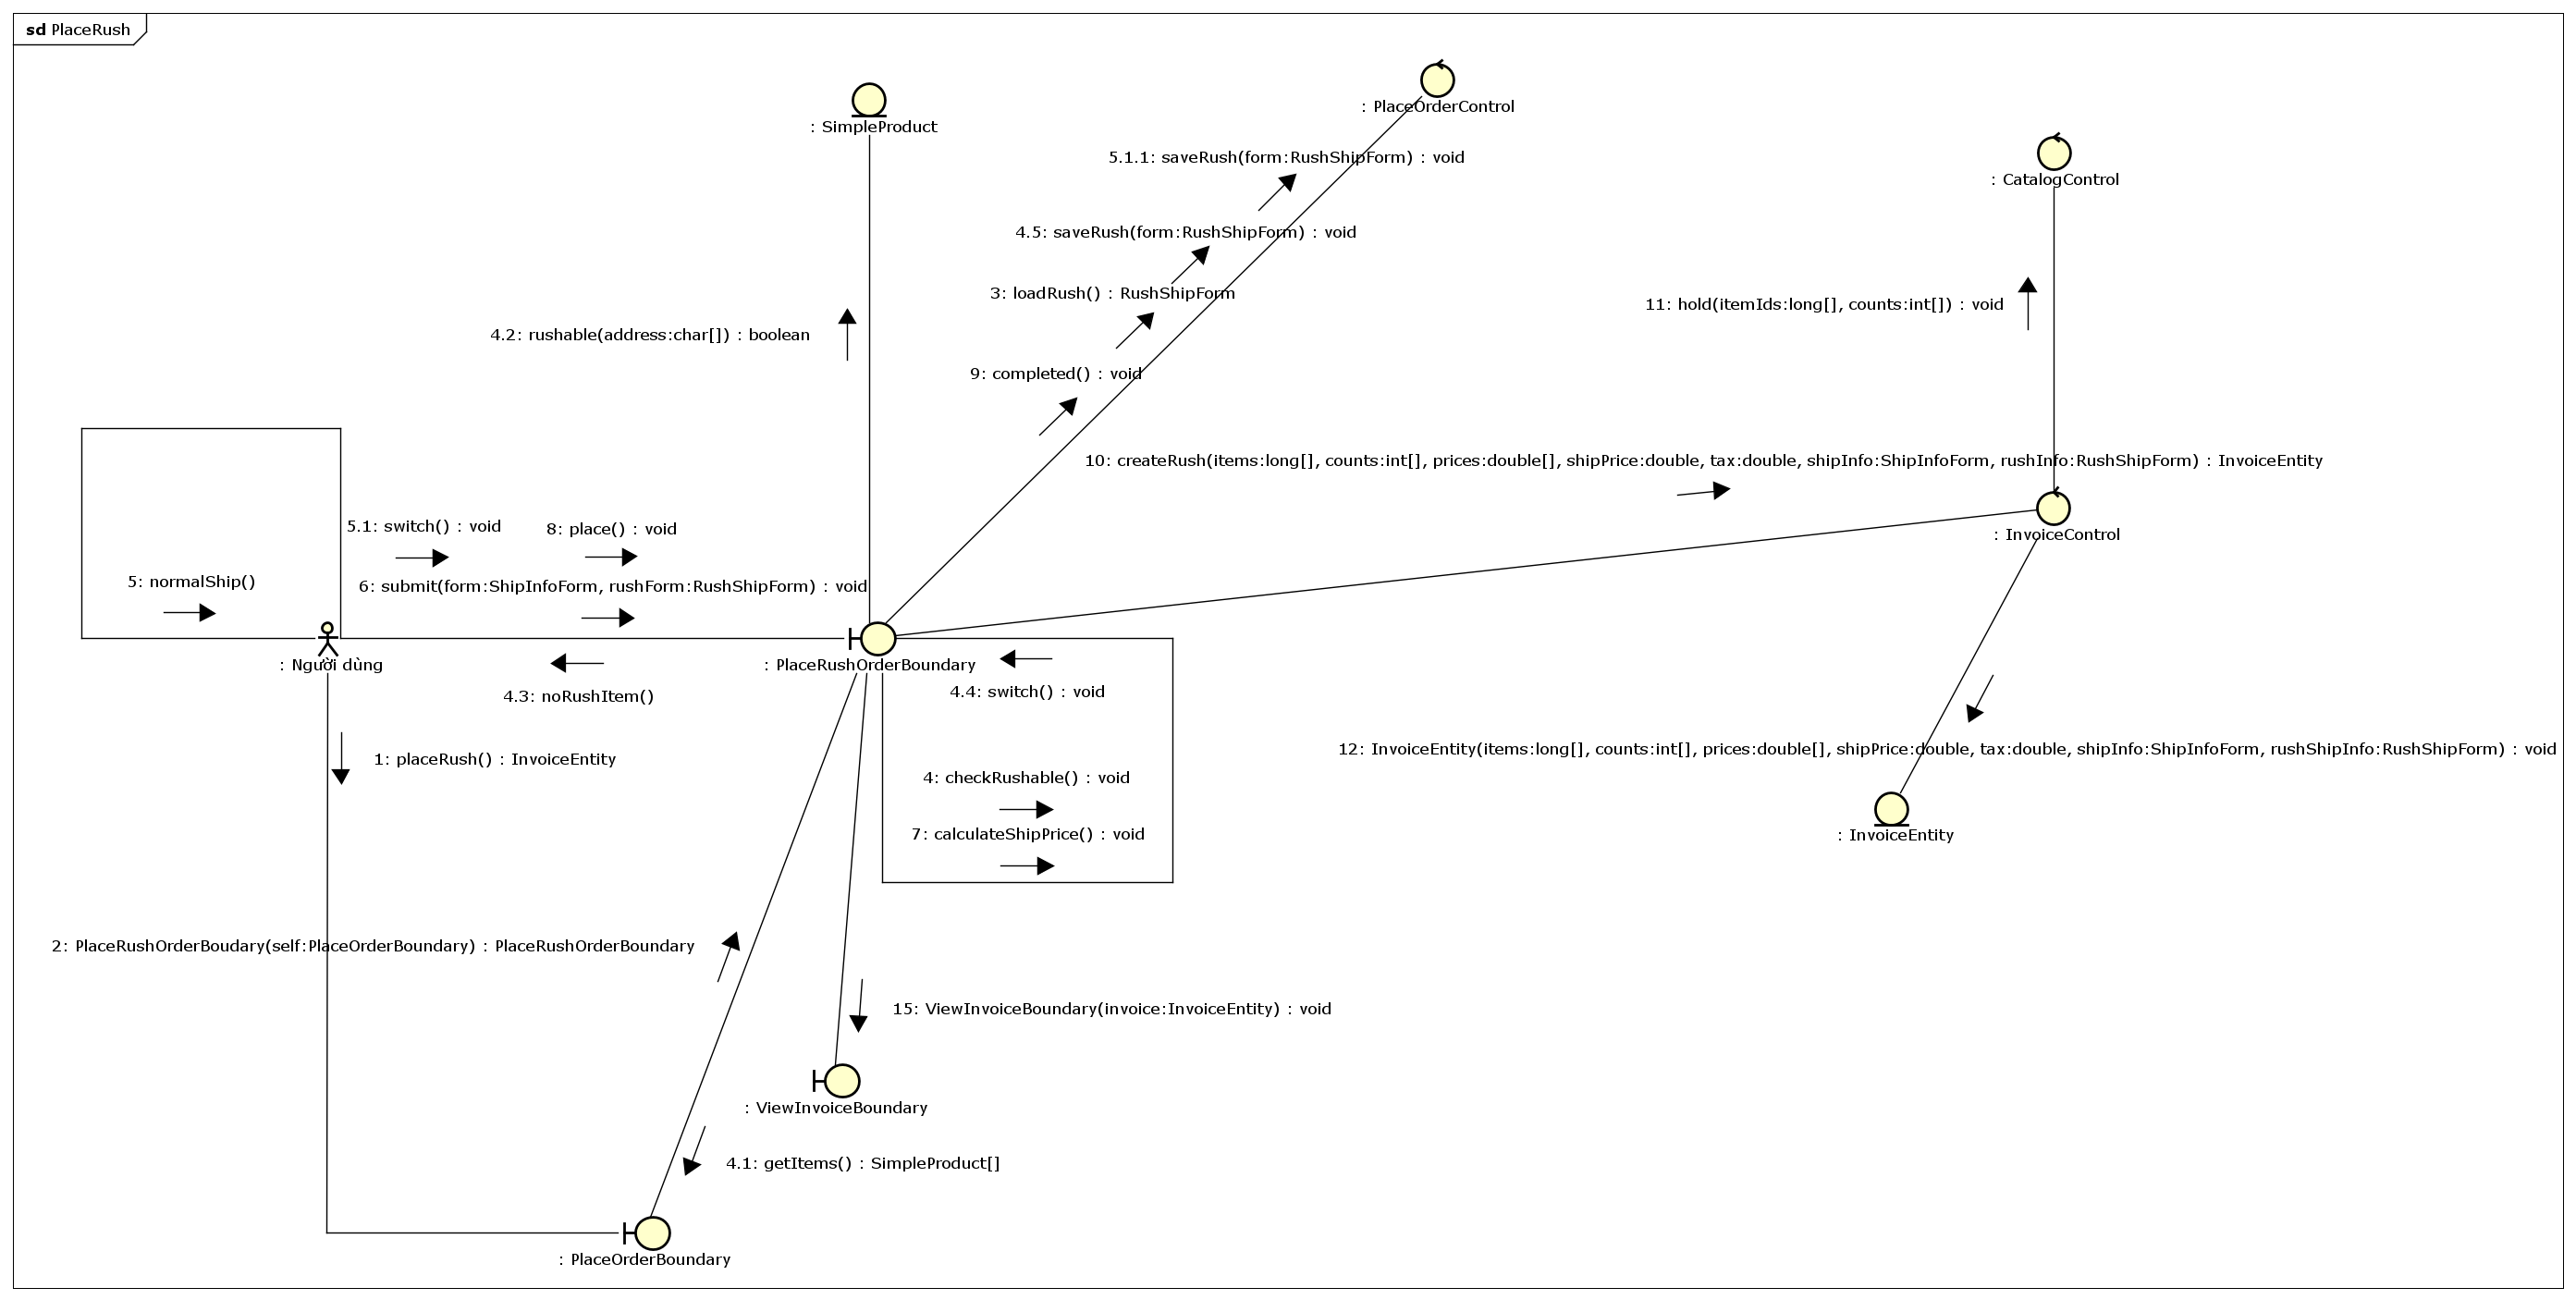 sd PlaceRush
: PlaceOrderControl
: SimpleProduct
5.1.1: saveRush(form:RushShipForm) : void
: CatalogControl
4.5: saveRush(form:RushShipForm) : void
3: loadRush() : RushShipForm
11: hold(itemIds:long[], counts:int[]) : void
4.2: rushable(address:char[]) : boolean
9: completed() : void
10: createRush(items:long[], counts:int[], prices:double[], shipPrice:double, tax:double, shipInfo:ShipInfoForm, rushInfo:RushShipForm) : InvoiceEntity
5.1: switch() : void
8: place() : void
: InvoiceControl
5: normalShip()
6: submit(form:ShipInfoForm, rushForm:RushShipForm) : void
: Người dùng
: PlaceRushOrderBoundary
4.3: noRushItem()
4.4: switch() : void
1: placeRush() : InvoiceEntity
12: InvoiceEntity(items:long[], counts:int[], prices:double[], shipPrice:double, tax:double, shipInfo:ShipInfoForm, rushShipInfo:RushShipForm) : void
4: checkRushable() : void
7: calculateShipPrice() : void
: InvoiceEntity
2: PlaceRushOrderBoudary(self:PlaceOrderBoundary) : PlaceRushOrderBoundary
15: ViewInvoiceBoundary(invoice:InvoiceEntity) : void
: ViewInvoiceBoundary
4.1: getItems() : SimpleProduct[]
: PlaceOrderBoundary